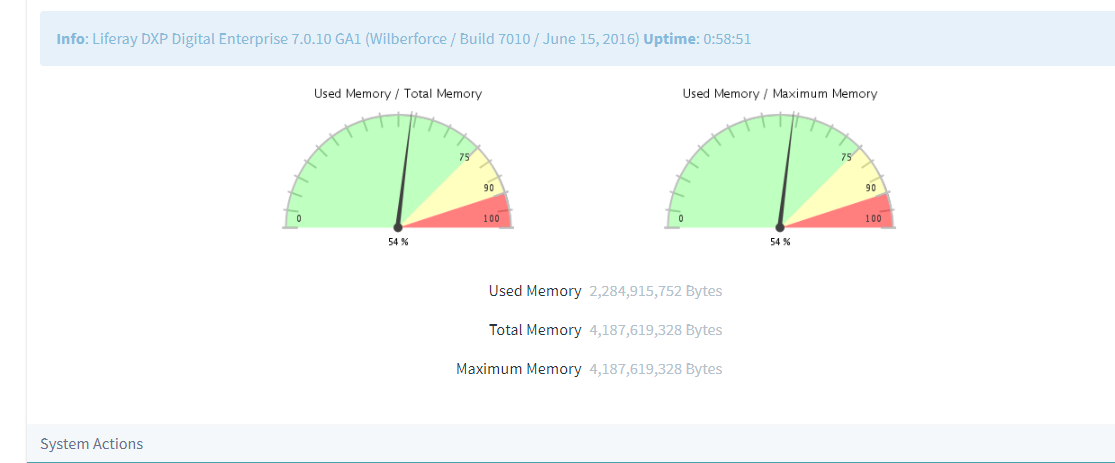 Info: Liferay DXP Digital Enterprise 7.0.10 GA1 (Wilberforce / Build 7010 / June 15, 2016) Uptime: 0:58:51
Used Memory / Total Memory
0
75
90
100
54 %
Used Memory / Maximum Memory
0
75
90
100
54 %
Used Memory 2,284,915,752 Bytes
Total Memory 4,187,619,328 Bytes
Maximum Memory 4,187,619,328 Bytes
System Actions